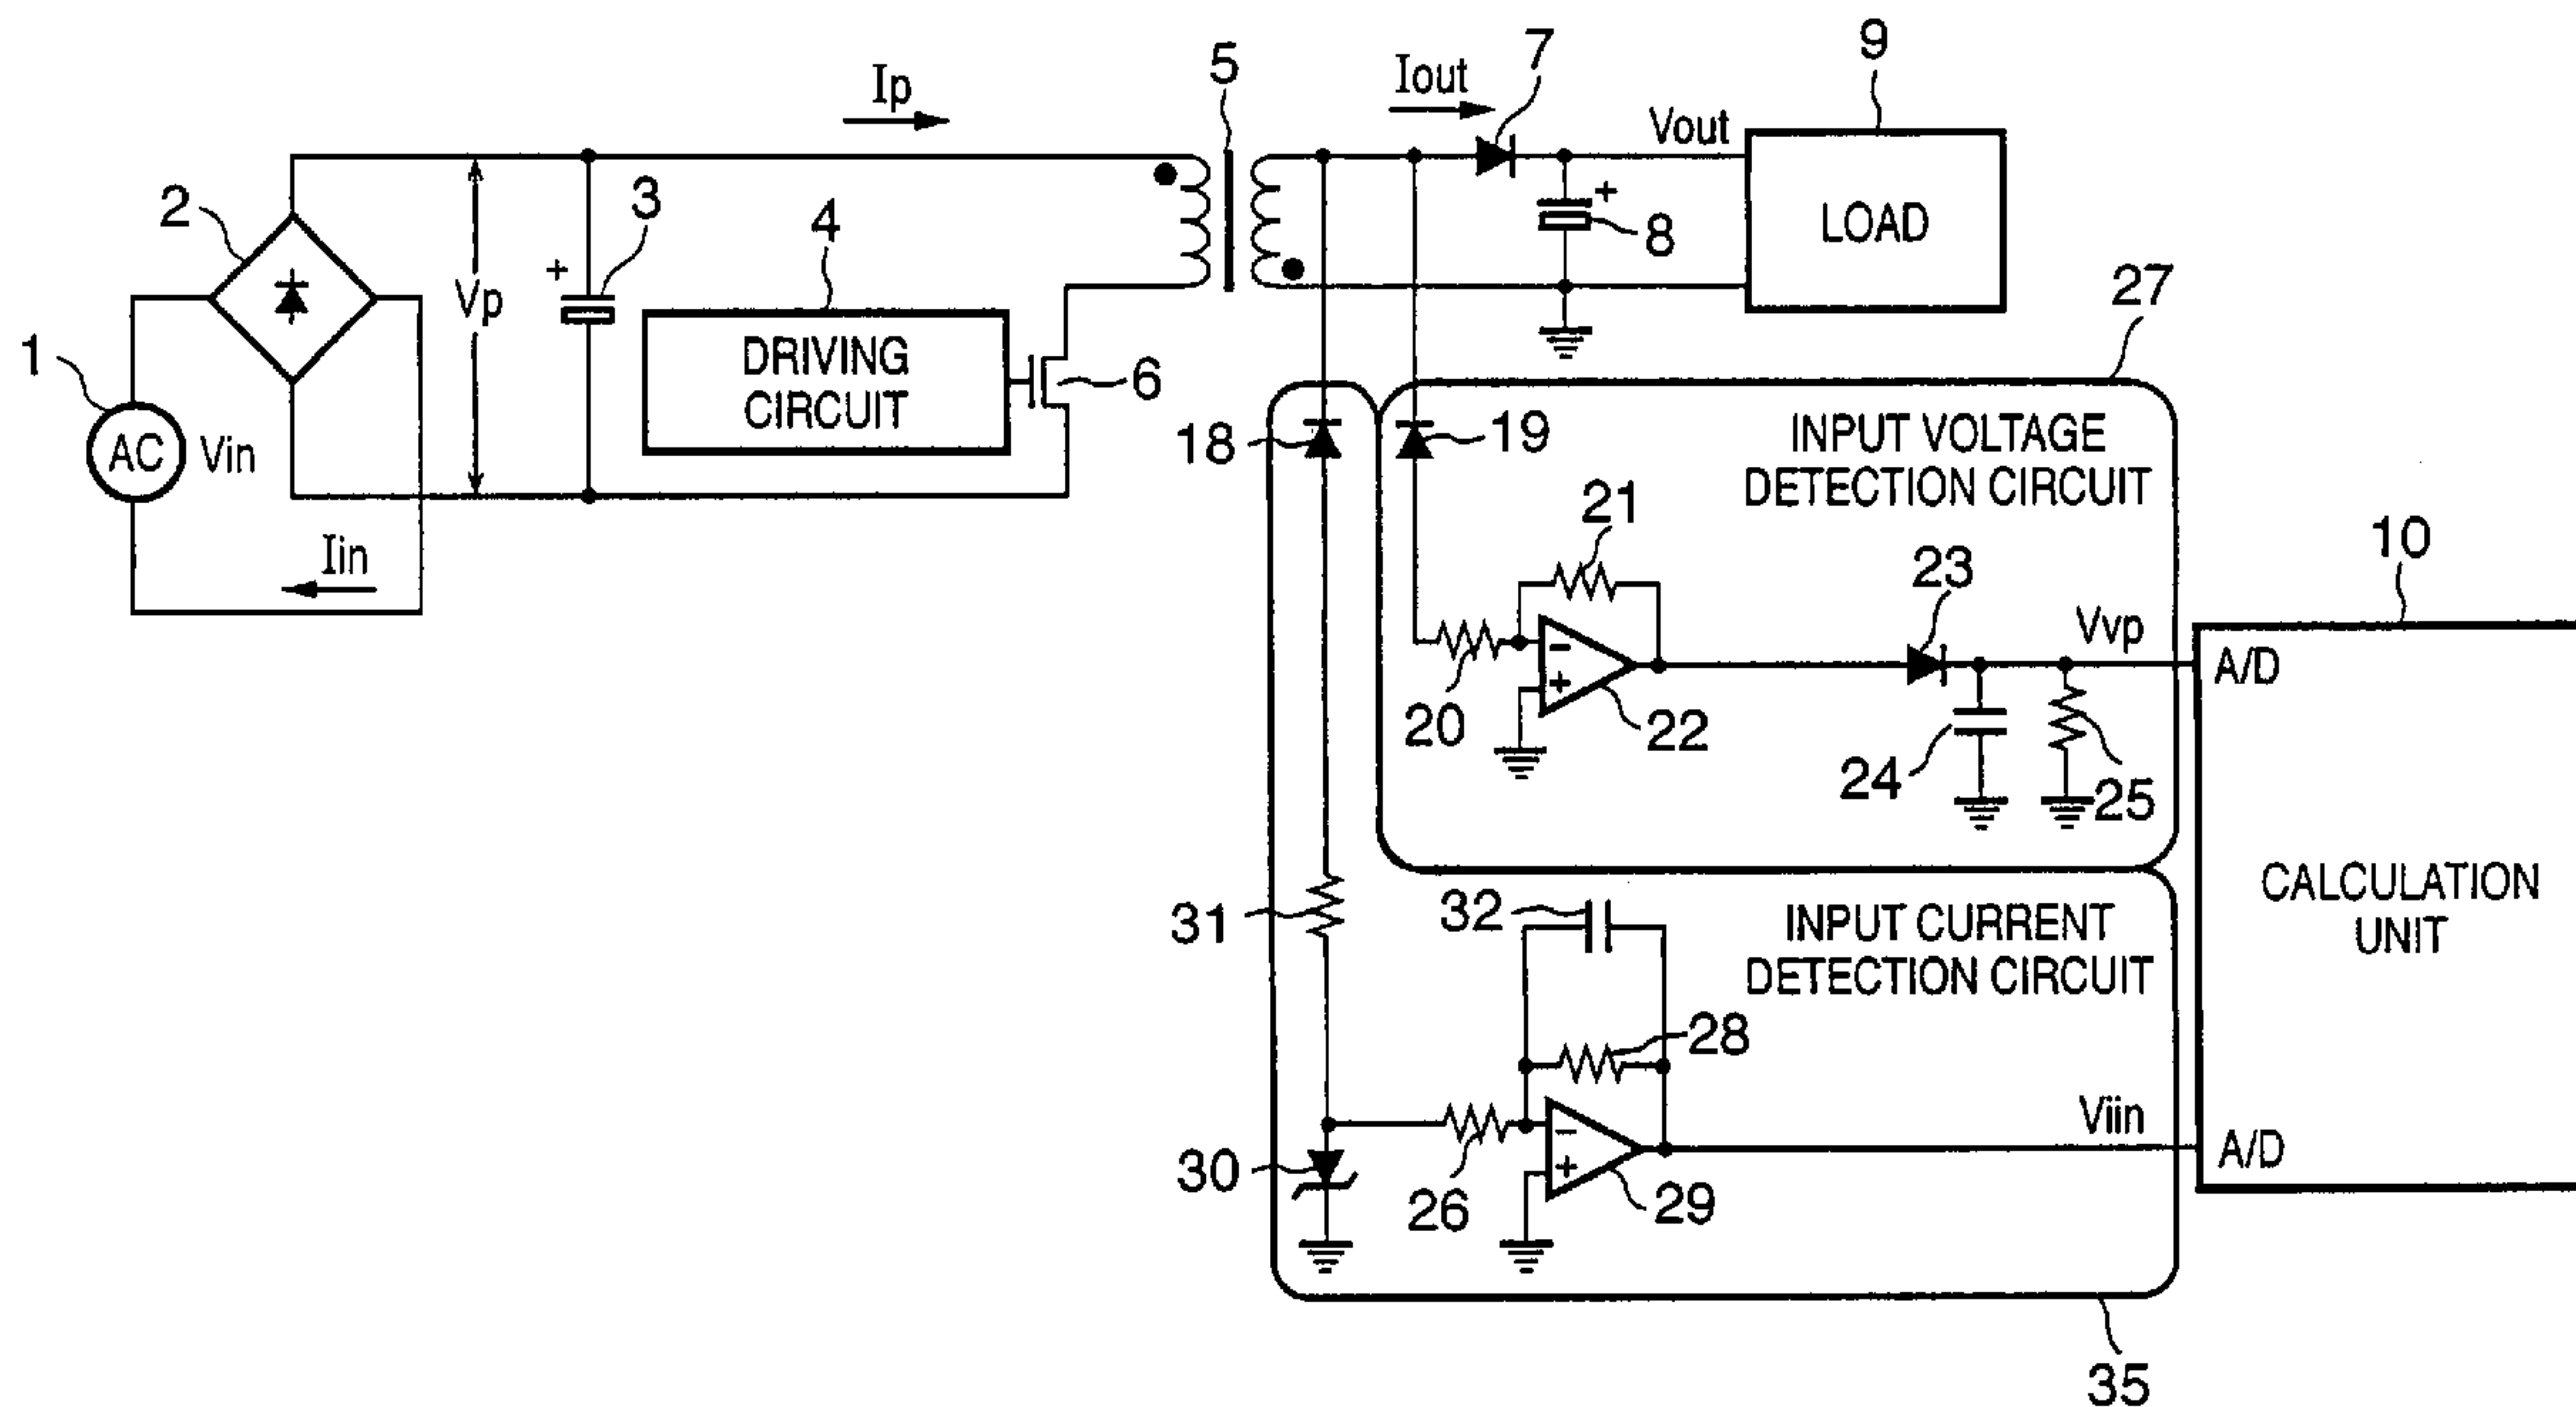 Ip
5
Iout
7
9
2
3
4
Vout
+
8
LOAD
+
Vp
27
1
DRIVING
CIRCUIT
6
AC Vin
18
19
INPUT VOLTAGE
DETECTION CIRCUIT
Iin
21
23
10
Vvp
A/D
-
+
20
22
24
25
31
32
INPUT CURRENT
DETECTION CIRCUIT
CALCULATION
UNIT
28
Viin
-
+
A/D
30
26
29
35